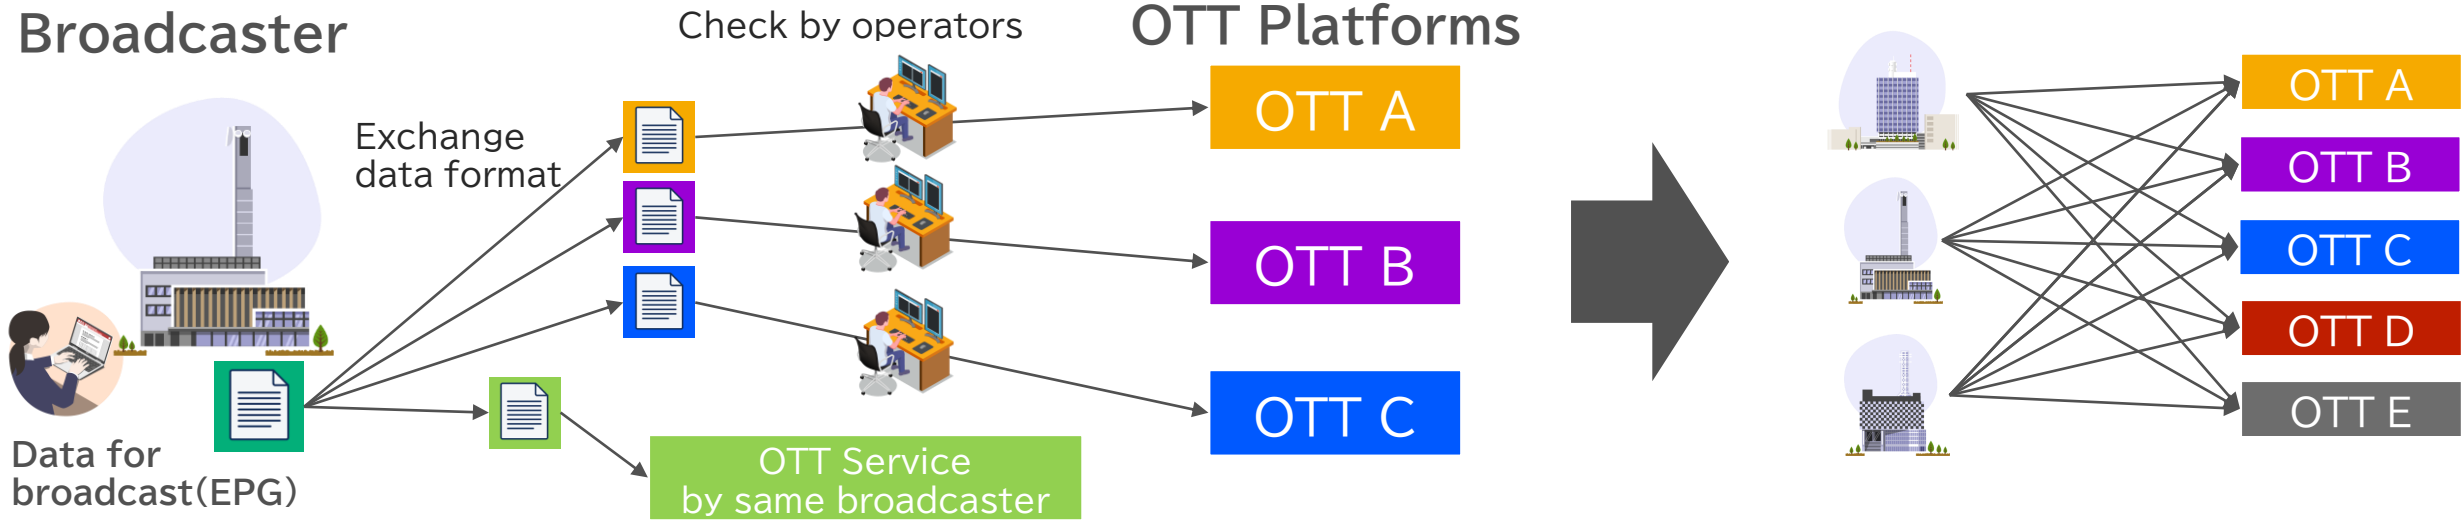 Broadcaster
Check by operators
OTT Platforms
Exchange
data format
OTT A
OTT B
OTT C
Data for
broadcast(EPG)
OTT Service
by same broadcaster
OTT A
OTT B
OTT C
OTT D
OTT E